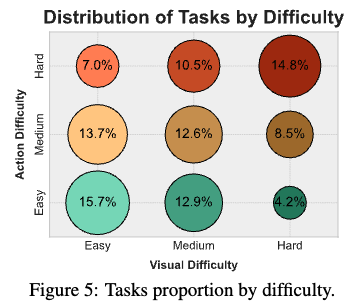 Distribution of Tasks by Difficulty
Action Difficulty
Hard
7.0%
10.5%
14.8%
Medium
13.7%
12.6%
8.5%
Easy
15.7%
12.9%
4.2%
Easy
Medium
Hard
Visual Difficulty
Figure 5: Tasks proportion by difficulty.